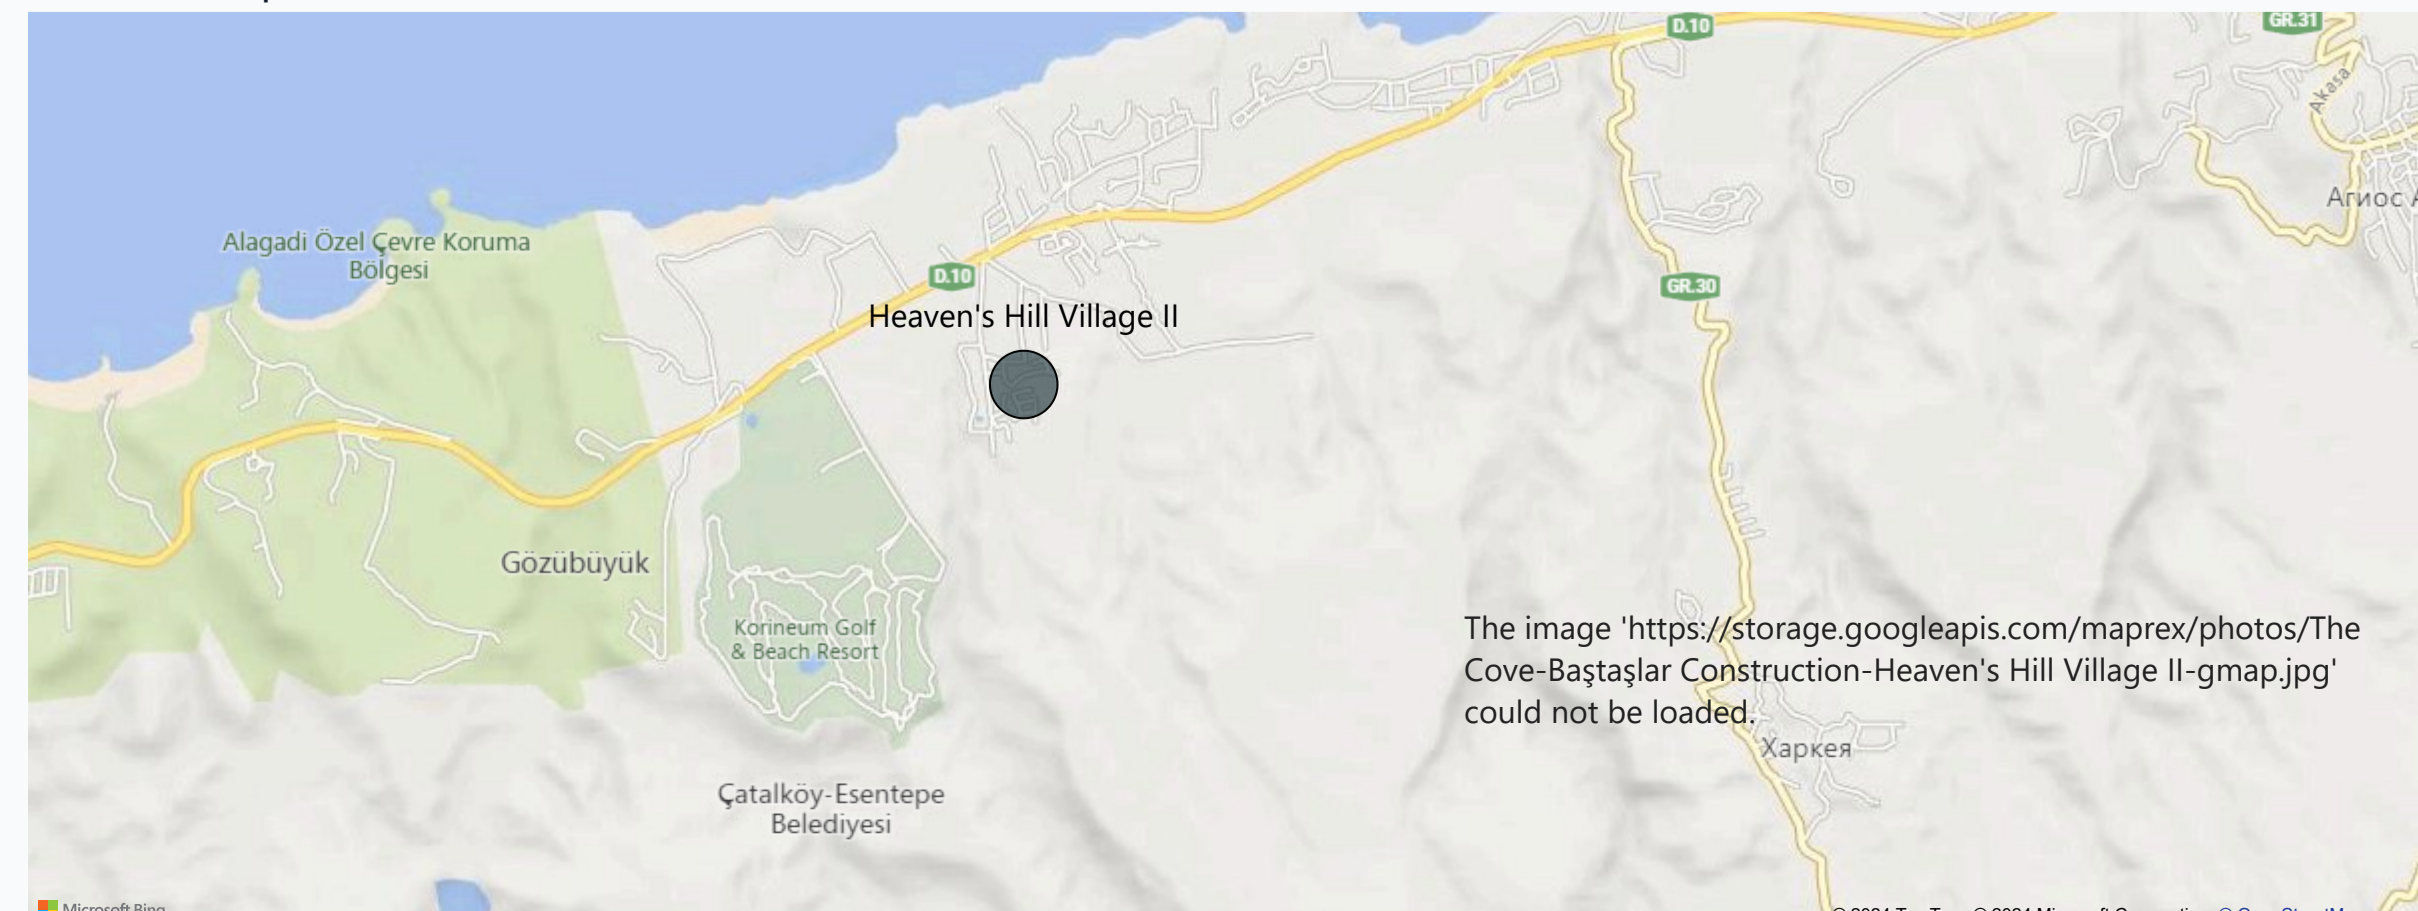 D.10
GR.31
Akasa
Агиос
Alagadi Özel Çevre Koruma
Bölgesi
D.10
GR.30
Heaven's Hill Village II
Gözübüyük
Korineum Golf
& Beach Resort
The image 'https://storage.googleapis.com/maprex/photos/The
Cove-Baştaşlar Construction-Heaven's Hill Village II-gmap.jpg'
could not be loaded.
Харкея
Çatalköy-Esentepe
Belediyesi
Microsoft Bing